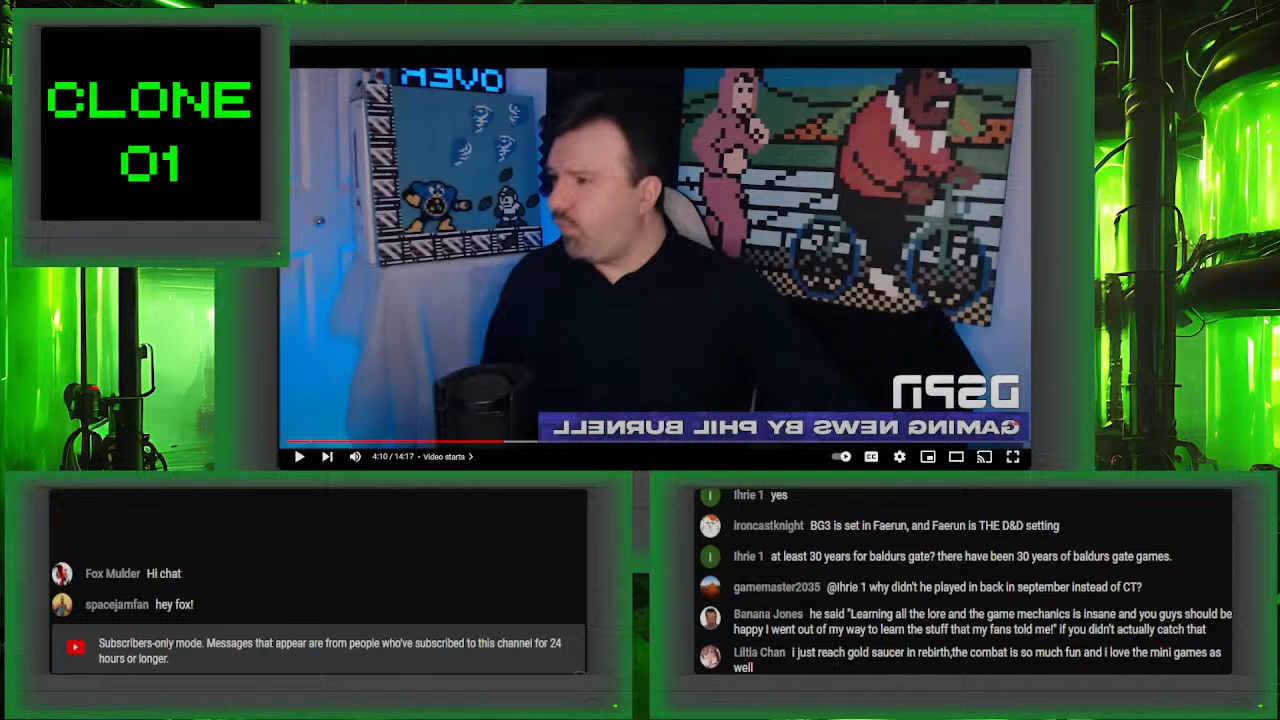 CLONE
01
OVER
DSPN
GAMING NEWS BY PHIL BURNELL
4:10 / 14:17 • Video starts >
CC
Fox Mulder Hi chat
spacejamfan hey fox!
Subscribers-only mode. Messages that appear are from people who've subscribed to this channel for 24
hours or longer.
I Ihrie 1 yes
ironcastknight BG3 is set in Faerun, and Faerun is THE D&D setting
I Ihrie 1 at least 30 years for baldurs gate? there have been 30 years of baldurs gate games.
gamemaster2035 @Ihrie 1 why didn't he played in back in september instead of CT?
Banana Jones he said "Learning all the lore and the game mechanics is insane and you guys should be
happy I went out of my way to learn the stuff that my fans told me!" if you didn't actually catch that
Liltia Chan i just reach gold saucer in rebirth,the combat is so much fun and i love the mini games as
well